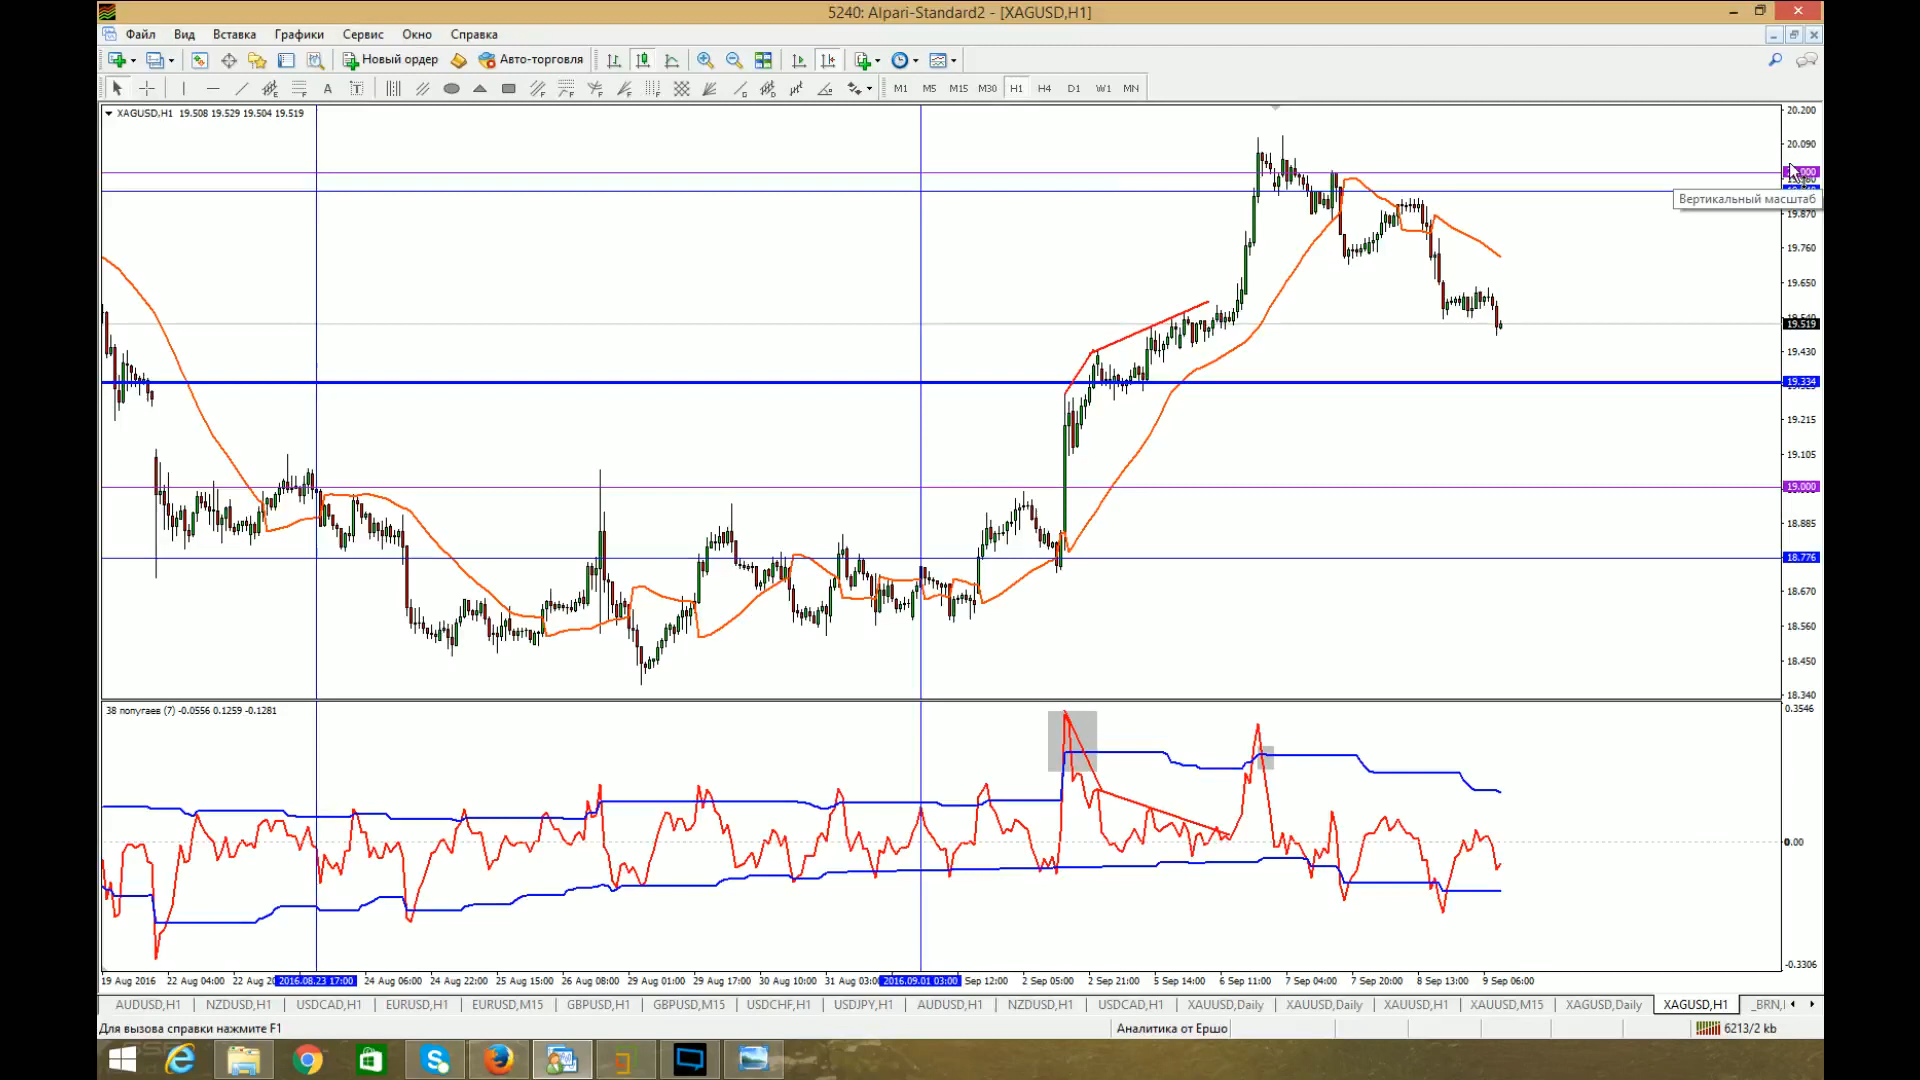 5240: Alpari-Standard2 - [XAGUSD,H1]
Файл Вид Вставка Графики Сервис Окно Справка
Новый ордер Авто-торговля
A T M1 M5 M15 M30 H1 H4 D1 W1 MN
XAGUSD,H1 19.508 19.529 19.504 19.519
20.200
20.090
Вертикальный масштаб
19.870
19.760
19.650
19.519
19.430
19.334
19.215
19.105
19.000
18.885
18.776
18.670
18.560
18.450
18.340
38 попугаев (7) -0.0556 0.1259 -0.1281
0.3546
0.00
-0.3306
19 Aug 2016 22 Aug 04:00 22 Aug 2016.08.23 17:00 24 Aug 06:00 24 Aug 22:00 25 Aug 15:00 26 Aug 08:00 29 Aug 01:00 29 Aug 17:00 30 Aug 10:00 31 Aug 03:0 2016.09.01 03:00 Sep 12:00 2 Sep 05:00 2 Sep 21:00 5 Sep 14:00 6 Sep 11:00 7 Sep 04:00 7 Sep 20:00 8 Sep 13:00 9 Sep 06:00
AUDUSD,H1 NZDUSD,H1 USDCAD,H1 EURUSD,H1 EURUSD,M15 GBPUSD,H1 GBPUSD,M15 USDCHF,H1 USDJPY,H1 AUDUSD,H1 NZDUSD,H1 USDCAD,H1 XAUUSD,Daily XAUUSD,Daily XAUUSD,H1 XAUUSD,M15 XAGUSD,Daily XAGUSD,H1 _BRN,
Для вызова справки нажмите F1 Аналитика от Ершо 6213/2 kb